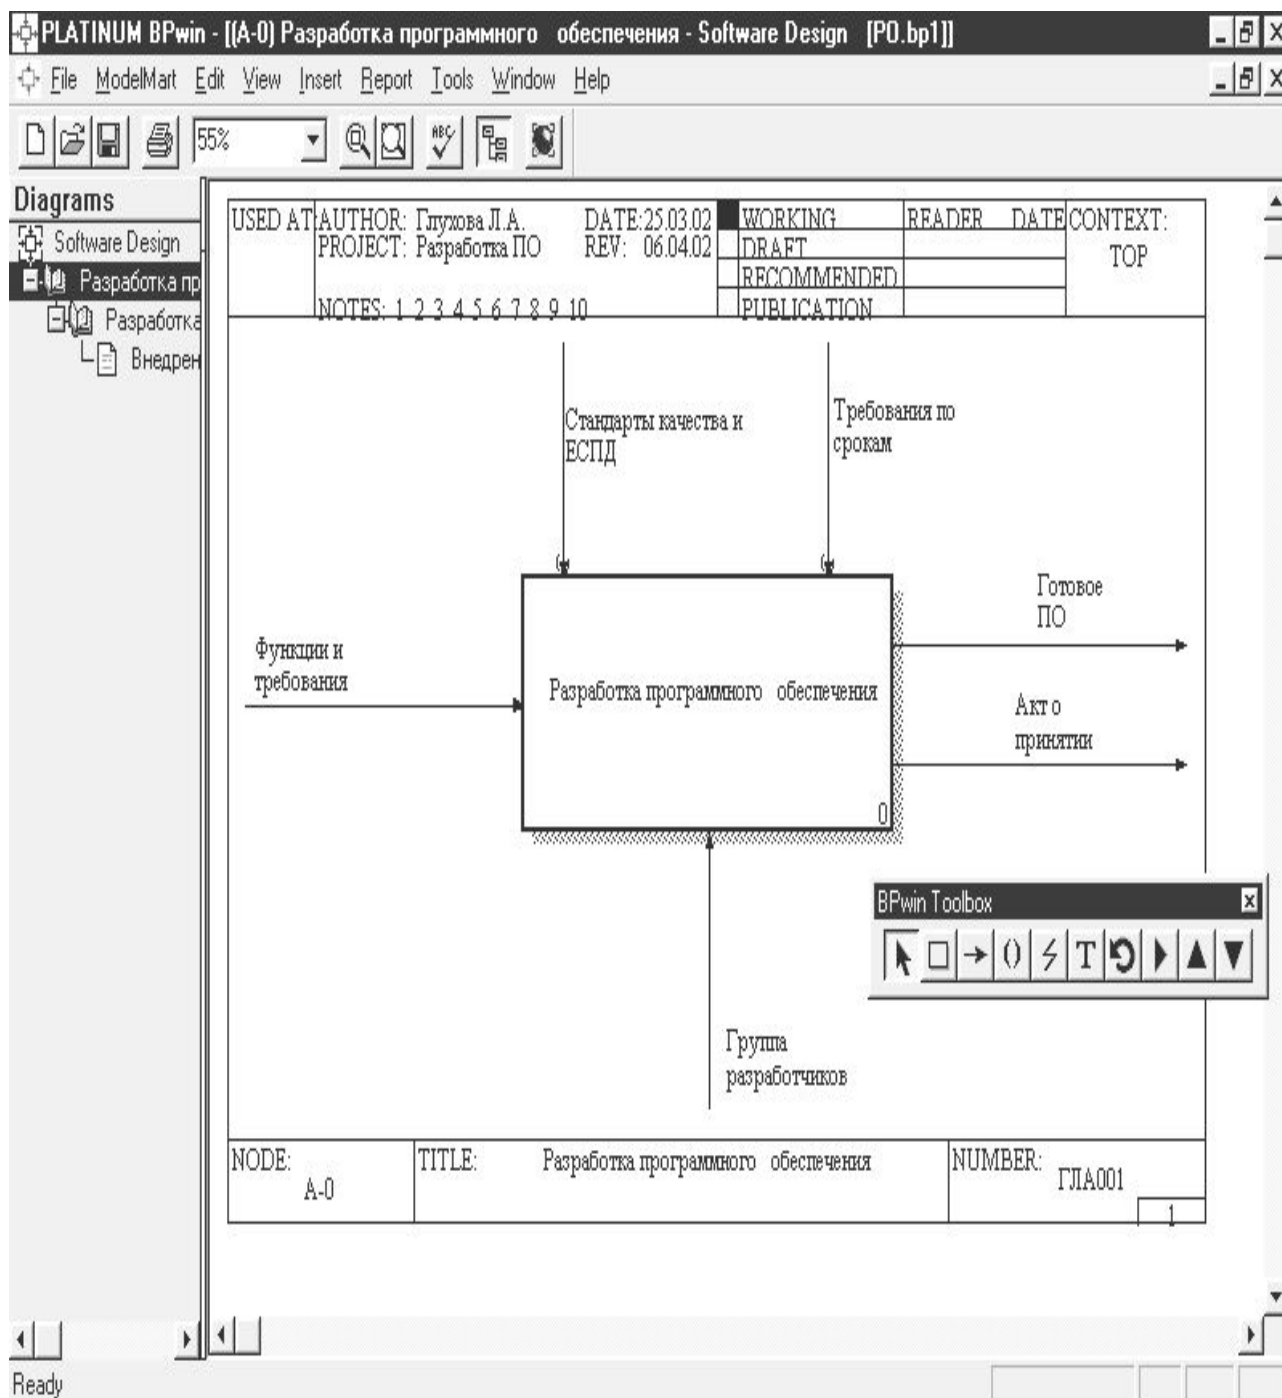 PLATINUM BPwin - [(A-0) Разработка программного обеспечения - Software Design [PO.bp1]]
File ModelMart Edit View Insert Report Tools Window Help
55%
ABC
Diagrams
Software Design
Разработка пр
Разработка
Внедрен
USED AT:
AUTHOR: Глухова Л.А. DATE:25.03.02
PROJECT: Разработка ПО REV: 06.04.02
NOTES: 1 2 3 4 5 6 7 8 9 10
WORKING
DRAFT
RECOMMENDED
PUBLICATION
READER DATE
CONTEXT:
TOP
Стандарты качества и
ЕСПД
Требования по
срокам
Функции и
требования
Разработка программного обеспечения
0
Готовое
ПО
Акт о
принятии
BPwin Toolbox
T
Группа
разработчиков
NODE:
A-0
TITLE: Разработка программного обеспечения
NUMBER:
ГЛА001
1
Ready